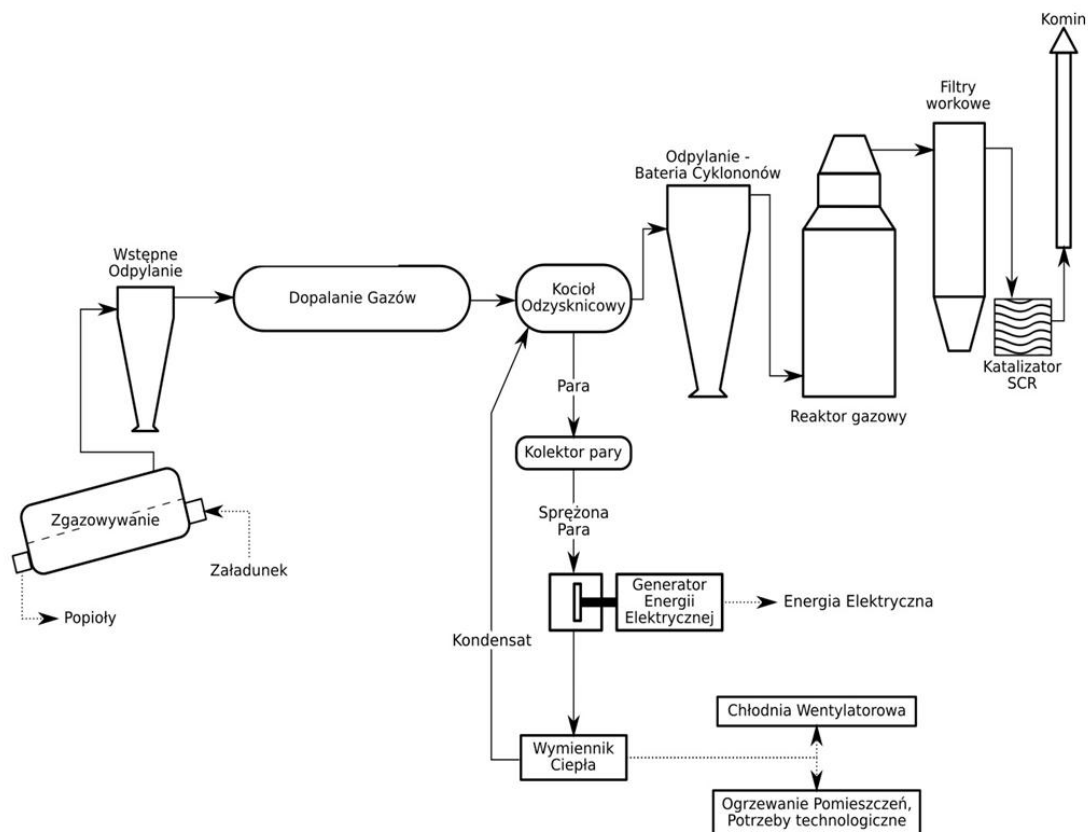 Komin
Filtry
workowe
Odpylanie -
Bateria Cyklononów
Wstępne
Odpylanie
Dopalanie Gazów
Kocioł
Odzysknicowy
Katalizator
SCR
Reaktor gazowy
Para
Kolektor pary
Zgazowywanie
Sprężona
Para
Załadunek
Popioły
Generator
Energii
Elektrycznej
Energia Elektryczna
Kondensat
Chłodnia Wentylatorowa
Wymiennik
Ciepła
Ogrzewanie Pomieszczeń,
Potrzeby technologiczne